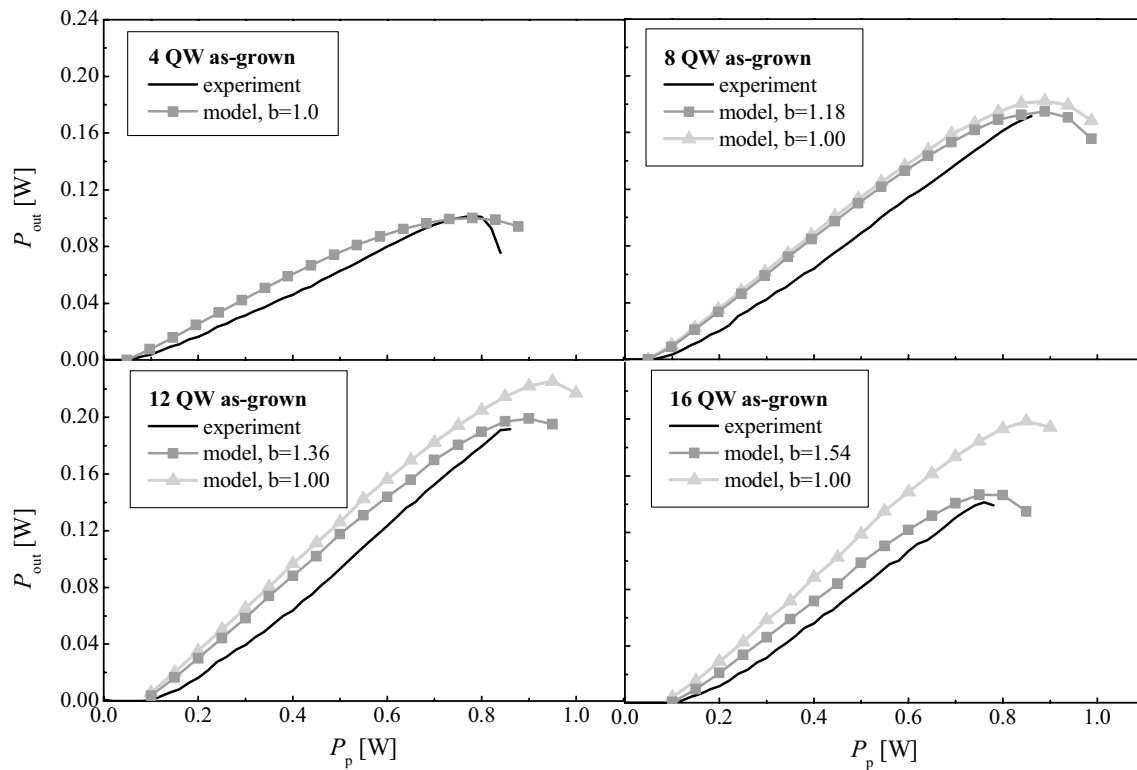 4 QW as-grown
experiment
model, b=1.0
8 QW as-grown
experiment
model, b=1.18
model, b=1.00
0.24
0.20
0.16
0.12
0.08
0.04
0.00
P_out [W]
12 QW as-grown
experiment
model, b=1.36
model, b=1.00
16 QW as-grown
experiment
model, b=1.54
model, b=1.00
0.20
0.16
0.12
0.08
0.04
0.00
P_out [W]
0.0 0.2 0.4 0.6 0.8 1.0
0.0 0.2 0.4 0.6 0.8 1.0
P_p [W]
P_p [W]